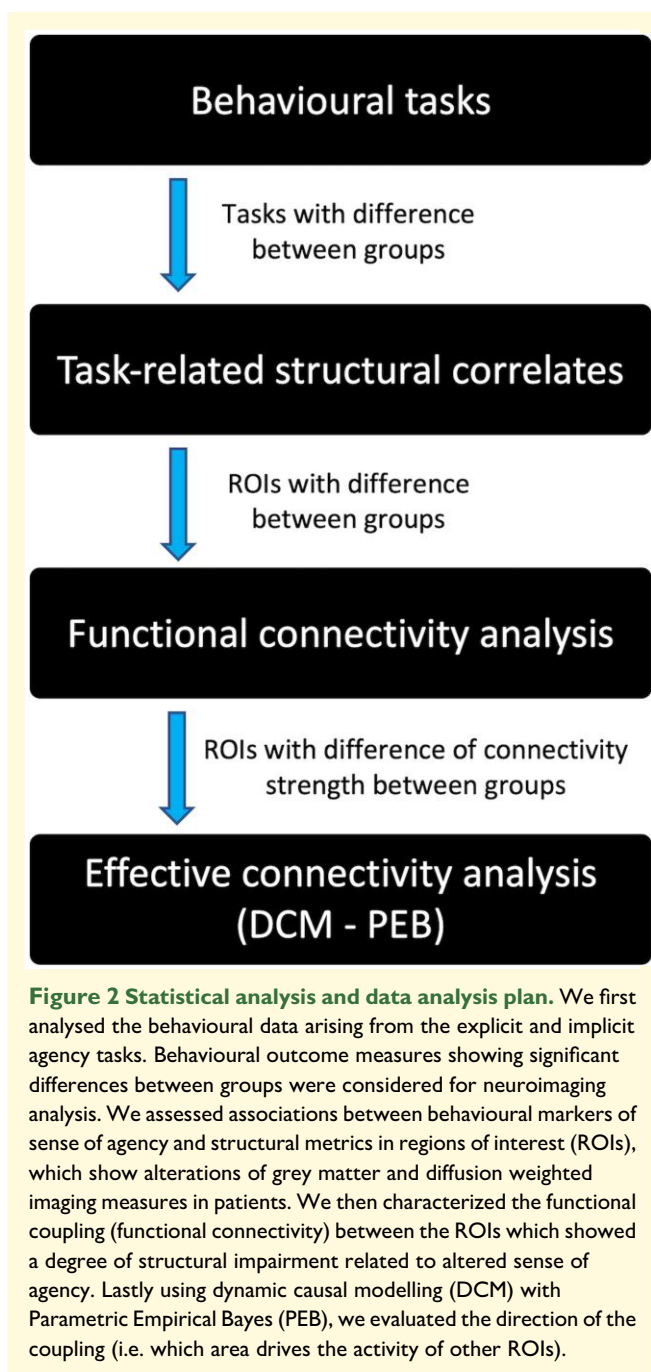 Behavioural tasks
Tasks with difference
between groups
Task-related structural correlates
ROIs with difference
between groups
Functional connectivity analysis
ROIs with difference of connectivity
strength between groups
Effective connectivity analysis
(DCM - PEB)
Figure 2 Statistical analysis and data analysis plan. We first
analysed the behavioural data arising from the explicit and implicit
agency tasks. Behavioural outcome measures showing significant
differences between groups were considered for neuroimaging
analysis. We assessed associations between behavioural markers of
sense of agency and structural metrics in regions of interest (ROIs),
which show alterations of grey matter and diffusion weighted
imaging measures in patients. We then characterized the functional
coupling (functional connectivity) between the ROIs which showed
a degree of structural impairment related to altered sense of
agency. Lastly using dynamic causal modelling (DCM) with
Parametric Empirical Bayes (PEB), we evaluated the direction of the
coupling (i.e. which area drives the activity of other ROIs).